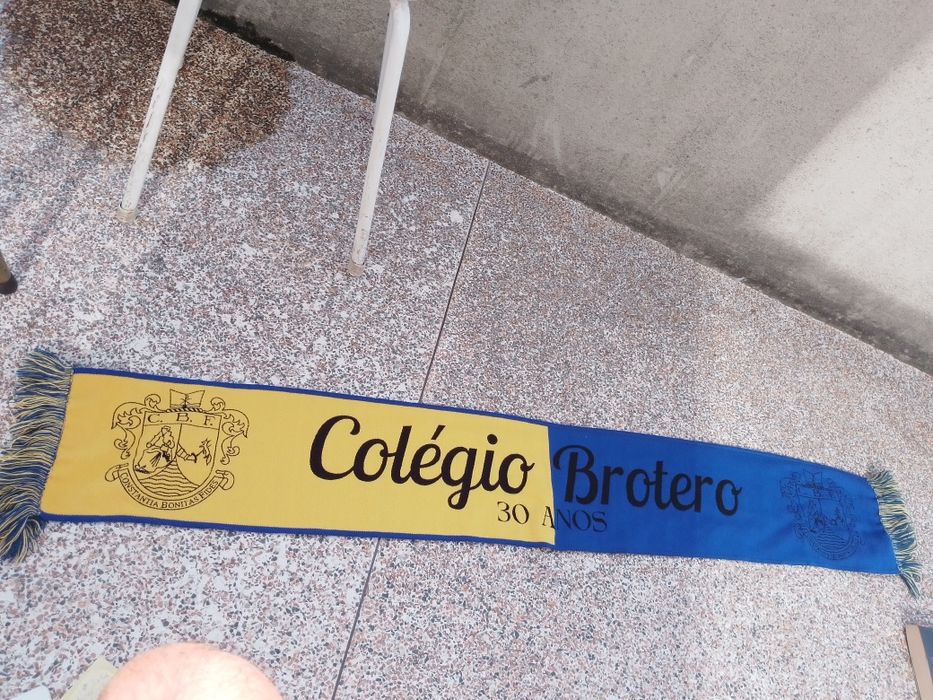 C. B. F.
CONSTANTIA BONITAS FIDES
Colégio Brotero
30 ANOS